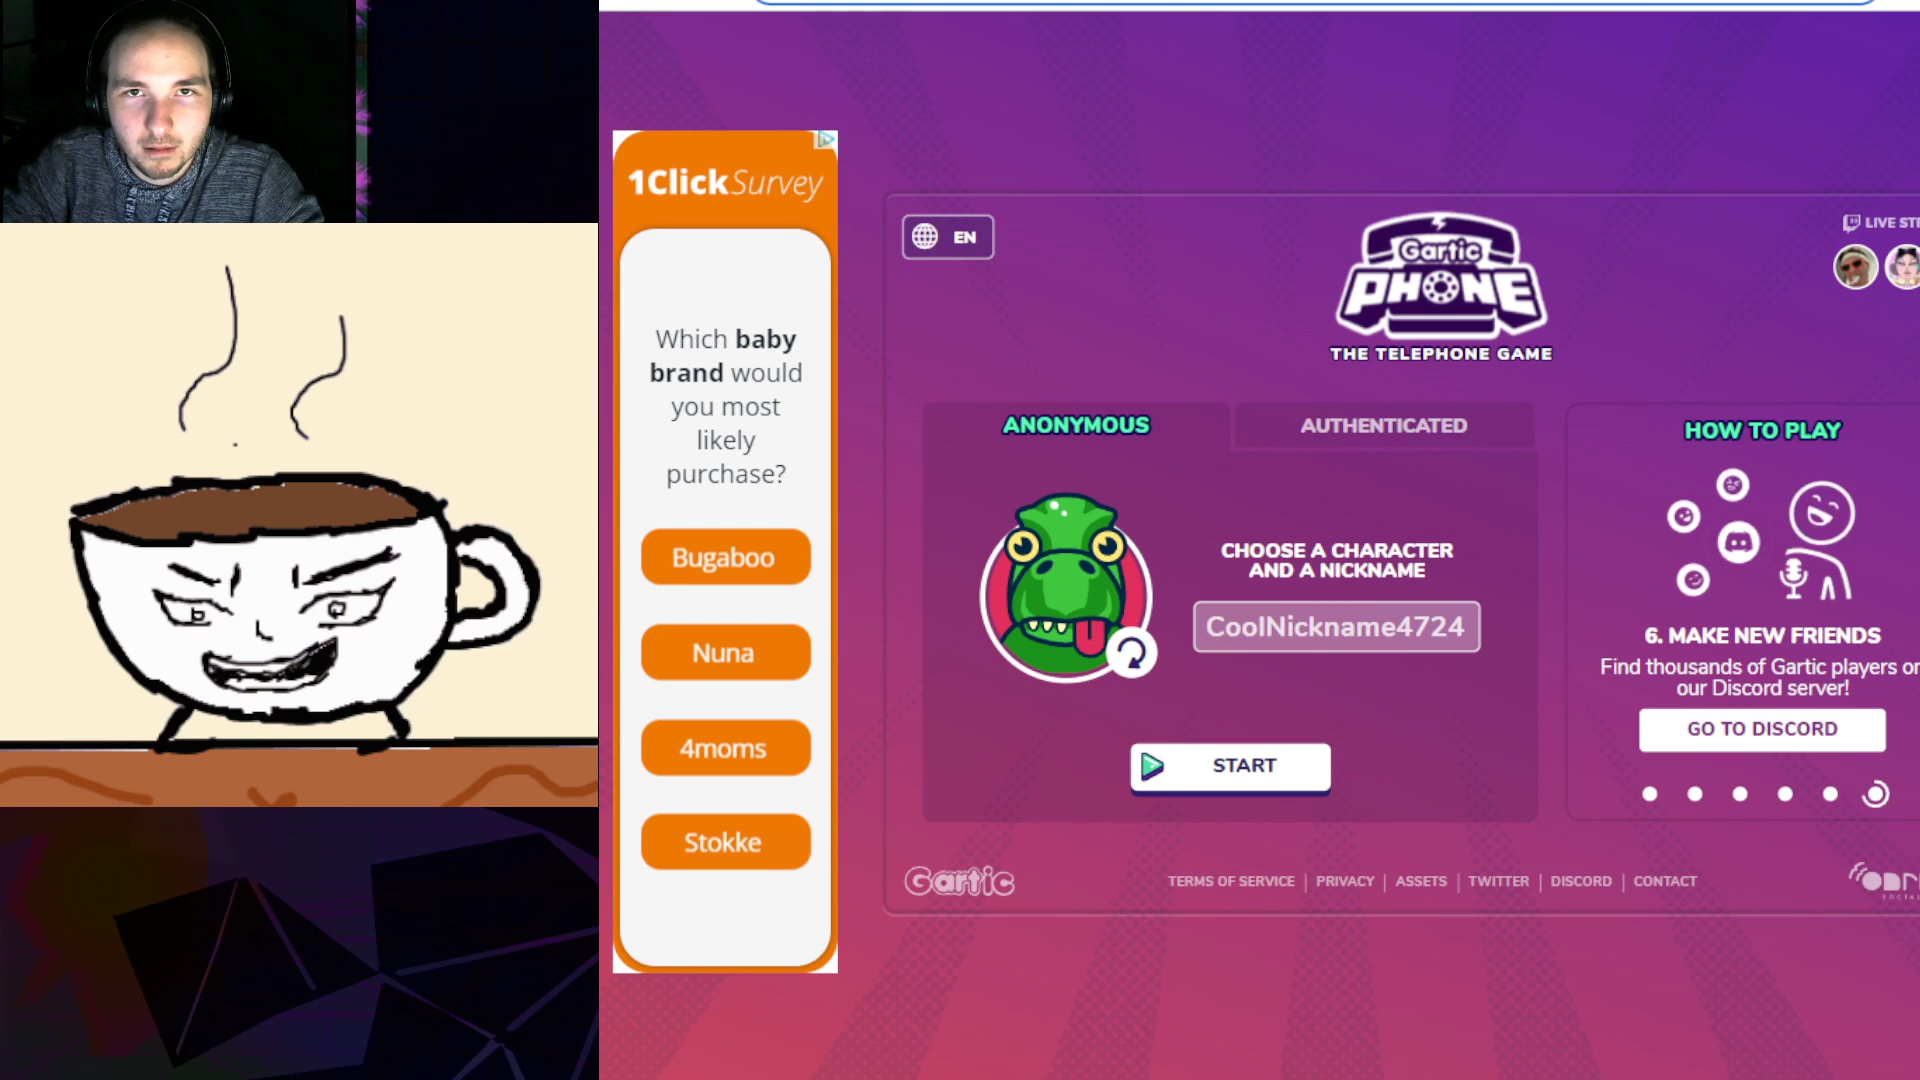 1ClickSurvey
Which baby
brand would
you most
likely
purchase?
Bugaboo
Nuna
4moms
Stokke
EN
Gartic
PHONE
THE TELEPHONE GAME
LIVE STR
ANONYMOUS
AUTHENTICATED
CHOOSE A CHARACTER
AND A NICKNAME
CoolNickname4724
START
HOW TO PLAY
6. MAKE NEW FRIENDS
Find thousands of Gartic players on
our Discord server!
GO TO DISCORD
Gartic
TERMS OF SERVICE | PRIVACY | ASSETS | TWITTER | DISCORD | CONTACT